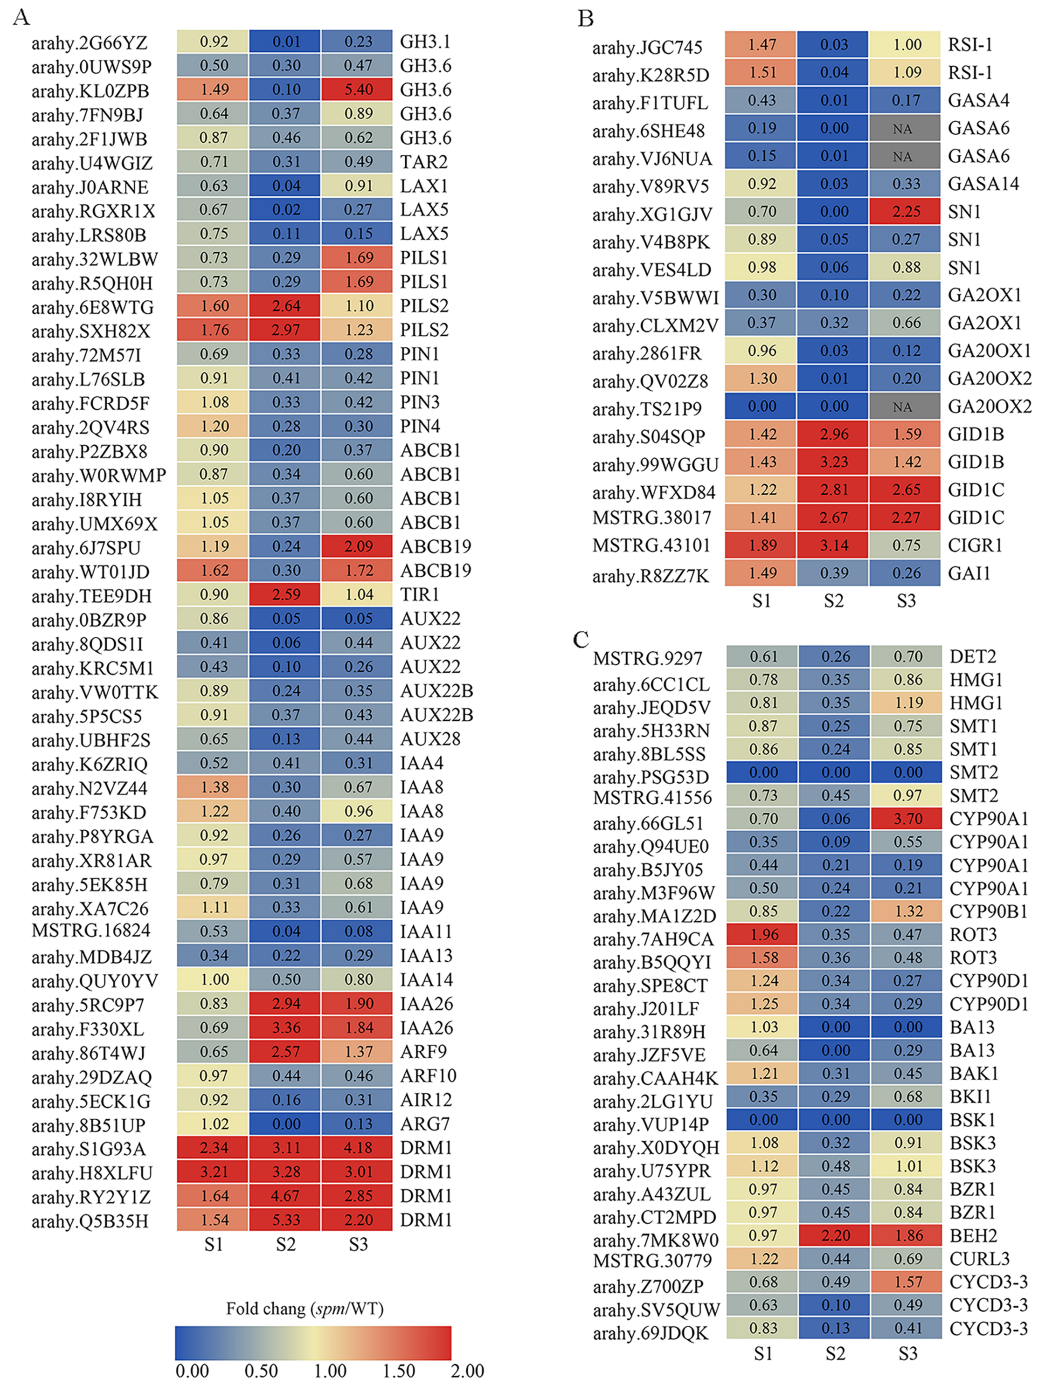 A
arahy.2G66YZ 0.92 0.01 0.23 GH3.1
arahy.0UWS9P 0.50 0.30 0.47 GH3.6
arahy.KL0ZPB 1.49 0.10 5.40 GH3.6
arahy.7FN9BJ 0.64 0.37 0.89 GH3.6
arahy.2F1JWB 0.87 0.46 0.62 GH3.6
arahy.U4WGIZ 0.71 0.31 0.49 TAR2
arahy.J0ARNE 0.63 0.04 0.91 LAX1
arahy.RGXR1X 0.67 0.02 0.27 LAX5
arahy.LRS80B 0.75 0.11 0.15 LAX5
arahy.32WLBW 0.73 0.29 1.69 PILS1
arahy.R5QH0H 0.73 0.29 1.69 PILS1
arahy.6E8WTG 1.60 2.64 1.10 PILS2
arahy.SXH82X 1.76 2.97 1.23 PILS2
arahy.72M57I 0.69 0.33 0.28 PIN1
arahy.L76SLB 0.91 0.41 0.42 PIN1
arahy.FCRD5F 1.08 0.33 0.42 PIN3
arahy.2QV4RS 1.20 0.28 0.30 PIN4
arahy.P2ZBX8 0.90 0.20 0.37 ABCB1
arahy.W0RWMP 0.87 0.34 0.60 ABCB1
arahy.I8RYIH 1.05 0.37 0.60 ABCB1
arahy.UMX69X 1.05 0.37 0.60 ABCB1
arahy.6J7SPU 1.19 0.24 2.09 ABCB19
arahy.WT01JD 1.62 0.30 1.72 ABCB19
arahy.TEE9DH 0.90 2.59 1.04 TIR1
arahy.0BZR9P 0.86 0.05 0.05 AUX22
arahy.8QDS1I 0.41 0.06 0.44 AUX22
arahy.KRC5M1 0.43 0.10 0.26 AUX22
arahy.VW0TTK 0.89 0.24 0.35 AUX22B
arahy.5P5CS5 0.91 0.37 0.43 AUX22B
arahy.UBHF2S 0.65 0.13 0.44 AUX28
arahy.K6ZRIQ 0.52 0.41 0.31 IAA4
arahy.N2VZ44 1.38 0.30 0.67 IAA8
arahy.F753KD 1.22 0.40 0.96 IAA8
arahy.P8YRGA 0.92 0.26 0.27 IAA9
arahy.XR81AR 0.97 0.29 0.57 IAA9
arahy.5EK85H 0.79 0.31 0.68 IAA9
arahy.XA7C26 1.11 0.33 0.61 IAA9
MSTRG.16824 0.53 0.04 0.08 IAA11
arahy.MDB4JZ 0.34 0.22 0.29 IAA13
arahy.QUY0YV 1.00 0.50 0.80 IAA14
arahy.5RC9P7 0.83 2.94 1.90 IAA26
arahy.F330XL 0.69 3.36 1.84 IAA26
arahy.86T4WJ 0.65 2.57 1.37 ARF9
arahy.29DZAQ 0.97 0.44 0.46 ARF10
arahy.5ECK1G 0.92 0.16 0.31 AIR12
arahy.8B51UP 1.02 0.00 0.13 ARG7
arahy.S1G93A 2.34 3.11 4.18 DRM1
arahy.H8XLFU 3.21 3.28 3.01 DRM1
arahy.RY2Y1Z 1.64 4.67 2.85 DRM1
arahy.Q5B35H 1.54 5.33 2.20 DRM1
S1 S2 S3
Fold chang (spm/WT)
0.00 0.50 1.00 1.50 2.00
B
arahy.JGC745 1.47 0.03 1.00 RSI-1
arahy.K28R5D 1.51 0.04 1.09 RSI-1
arahy.F1TUFL 0.43 0.01 0.17 GASA4
arahy.6SHE48 0.19 0.00 NA GASA6
arahy.VJ6NUA 0.15 0.01 NA GASA6
arahy.V89RV5 0.92 0.03 0.33 GASA14
arahy.XG1GJV 0.70 0.00 2.25 SN1
arahy.V4B8PK 0.89 0.05 0.27 SN1
arahy.VES4LD 0.98 0.06 0.88 SN1
arahy.V5BWWI 0.30 0.10 0.22 GA2OX1
arahy.CLXM2V 0.37 0.32 0.66 GA2OX1
arahy.2861FR 0.96 0.03 0.12 GA20OX1
arahy.QV02Z8 1.30 0.01 0.20 GA20OX2
arahy.TS21P9 0.00 0.00 NA GA20OX2
arahy.S04SQP 1.42 2.96 1.59 GID1B
arahy.99WGGU 1.43 3.23 1.42 GID1B
arahy.WFXD84 1.22 2.81 2.65 GID1C
MSTRG.38017 1.41 2.67 2.27 GID1C
MSTRG.43101 1.89 3.14 0.75 CIGR1
arahy.R8ZZ7K 1.49 0.39 0.26 GAI1
S1 S2 S3
C
MSTRG.9297 0.61 0.26 0.70 DET2
arahy.6CC1CL 0.78 0.35 0.86 HMG1
arahy.JEQD5V 0.81 0.35 1.19 HMG1
arahy.5H33RN 0.87 0.25 0.75 SMT1
arahy.8BL5SS 0.86 0.24 0.85 SMT1
arahy.PSG53D 0.00 0.00 0.00 SMT2
MSTRG.41556 0.73 0.45 0.97 SMT2
arahy.66GL51 0.70 0.06 3.70 CYP90A1
arahy.Q94UE0 0.35 0.09 0.55 CYP90A1
arahy.B5JY05 0.44 0.21 0.19 CYP90A1
arahy.M3F96W 0.50 0.24 0.21 CYP90A1
arahy.MA1Z2D 0.85 0.22 1.32 CYP90B1
arahy.7AH9CA 1.96 0.35 0.47 ROT3
arahy.B5QQYI 1.58 0.36 0.48 ROT3
arahy.SPE8CT 1.24 0.34 0.27 CYP90D1
arahy.J201LF 1.25 0.34 0.29 CYP90D1
arahy.31R89H 1.03 0.00 0.00 BA13
arahy.JZF5VE 0.64 0.00 0.29 BA13
arahy.CAAH4K 1.21 0.31 0.45 BAK1
arahy.2LG1YU 0.35 0.29 0.68 BKI1
arahy.VUP14P 0.00 0.00 0.00 BSK1
arahy.X0DYQH 1.08 0.32 0.91 BSK3
arahy.U75YPR 1.12 0.48 1.01 BSK3
arahy.A43ZUL 0.97 0.45 0.84 BZR1
arahy.CT2MPD 0.97 0.45 0.84 BZR1
arahy.7MK8W0 0.97 2.20 1.86 BEH2
MSTRG.30779 1.22 0.44 0.69 CURL3
arahy.Z700ZP 0.68 0.49 1.57 CYCD3-3
arahy.SV5QUW 0.63 0.10 0.49 CYCD3-3
arahy.69JDQK 0.83 0.13 0.41 CYCD3-3
S1 S2 S3